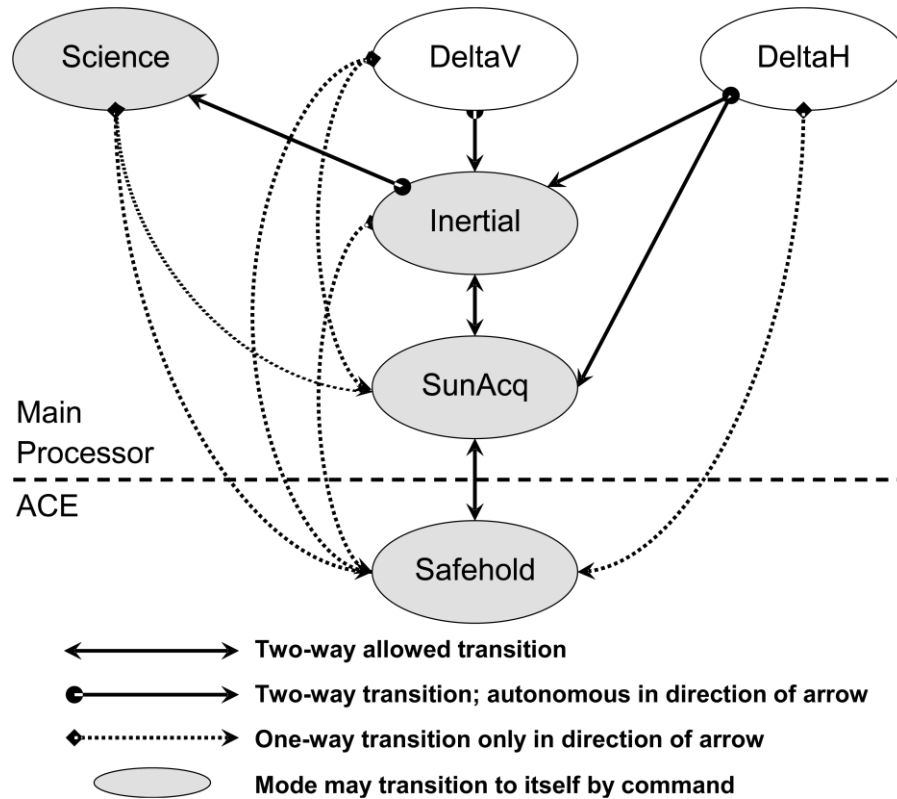 Science
DeltaV
DeltaH
Inertial
SunAcq
Main
Processor
ACE
Safehold
Two-way allowed transition
Two-way transition; autonomous in direction of arrow
One-way transition only in direction of arrow
Mode may transition to itself by command